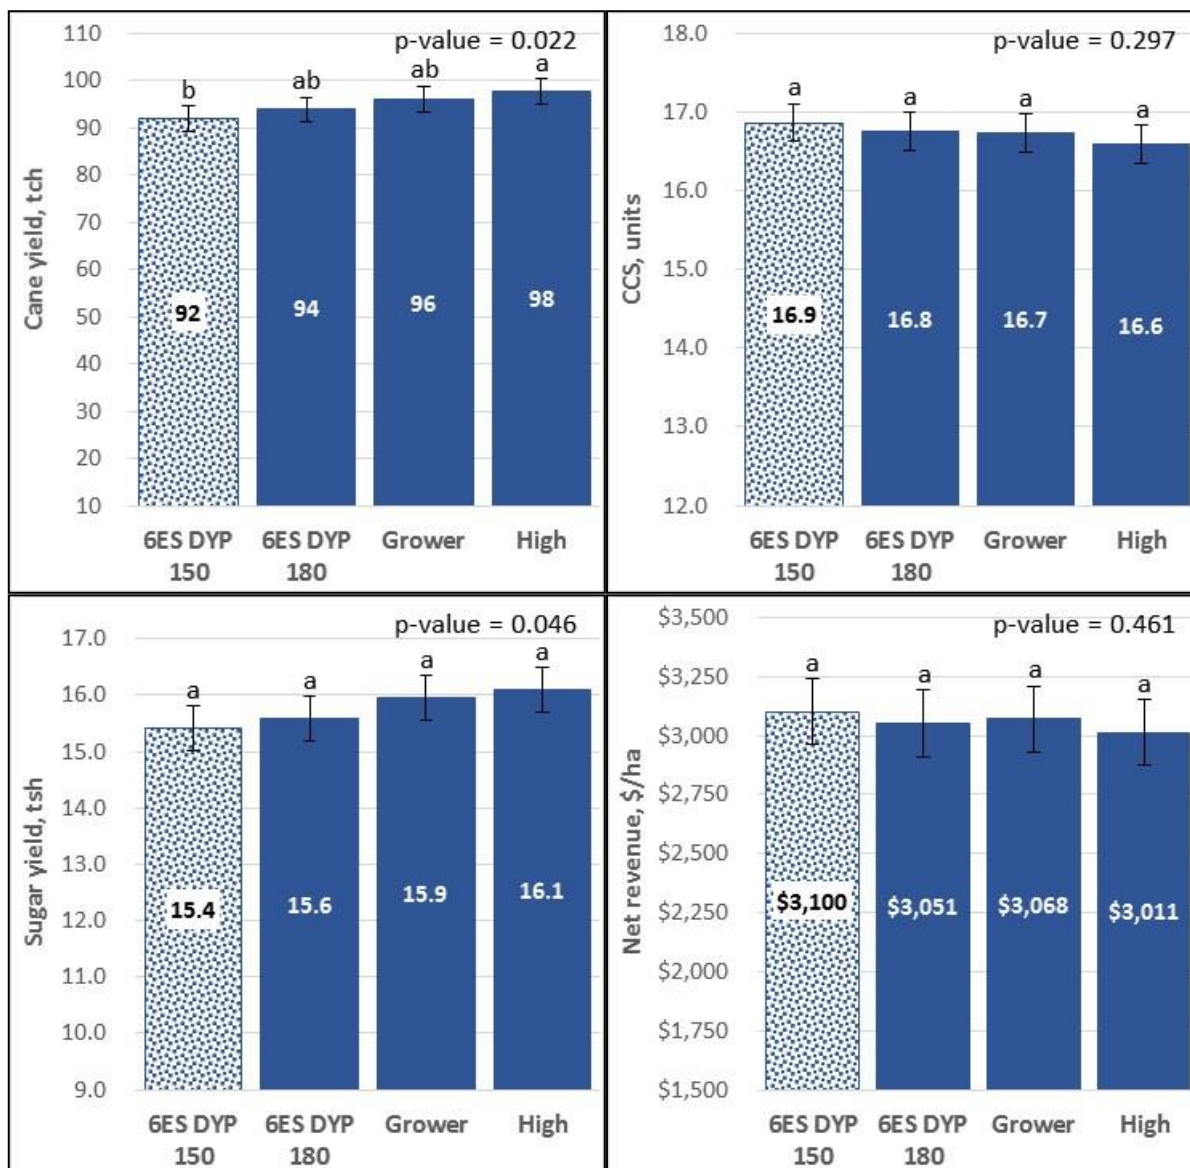 Cane yield, tch
110
100
90
80
70
60
50
40
30
20
10
p-value = 0.022
b
ab
ab
a
92
94
96
98
6ES DYP
150
6ES DYP
180
Grower
High
CCS, units
18.0
17.0
16.0
15.0
14.0
13.0
12.0
p-value = 0.297
a
a
a
a
16.9
16.8
16.7
16.6
6ES DYP
150
6ES DYP
180
Grower
High
Sugar yield, tsh
17.0
16.0
15.0
14.0
13.0
12.0
11.0
10.0
9.0
p-value = 0.046
a
a
a
a
15.4
15.6
15.9
16.1
6ES DYP
150
6ES DYP
180
Grower
High
Net revenue, $/ha
$3,500
$3,250
$3,000
$2,750
$2,500
$2,250
$2,000
$1,750
$1,500
p-value = 0.461
a
a
a
a
$3,100
$3,051
$3,068
$3,011
6ES DYP
150
6ES DYP
180
Grower
High